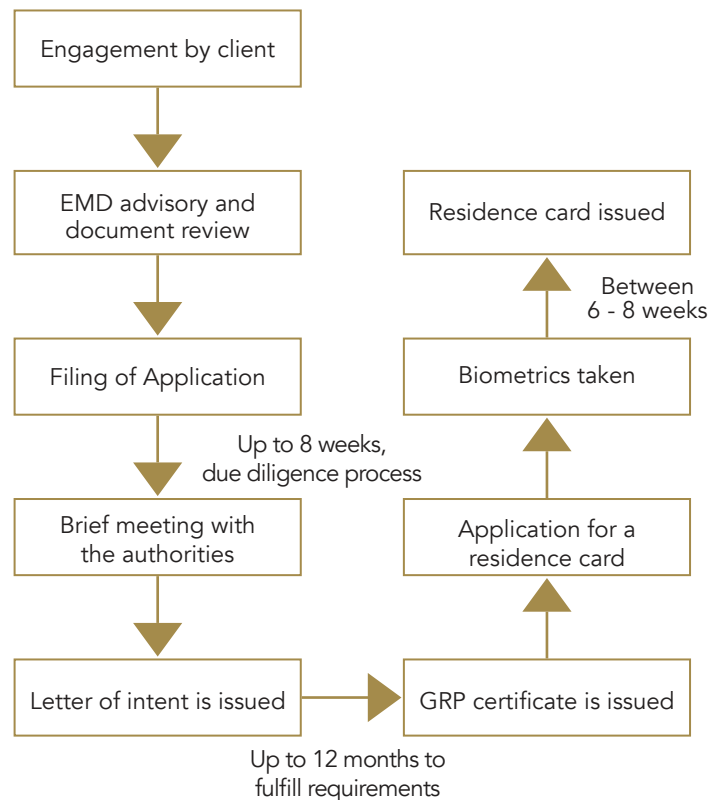 Engagement by client
EMD advisory and
document review
Filing of Application
Up to 8 weeks,
due diligence process
Brief meeting with
the authorities
Letter of intent is issued
Up to 12 months to
fulfill requirements
GRP certificate is issued
Application for a
residence card
Biometrics taken
Between
6 - 8 weeks
Residence card issued